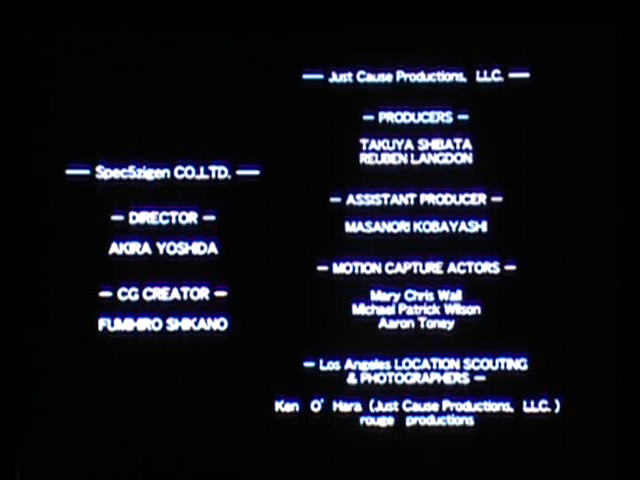 — Spec5zigen CO.,LTD. —
— DIRECTOR —
AKIRA YOSHIDA
— CG CREATOR —
FUMIHIRO SHIKANO
— Just Cause Productions, LLC. —
— PRODUCERS —
TAKUYA SHIBATA
REUBEN LANGDON
— ASSISTANT PRODUCER —
MASANORI KOBAYASHI
— MOTION CAPTURE ACTORS —
Mary Chris Wall
Michael Patrick Wilson
Aaron Toney
— Los Angeles LOCATION SCOUTING
& PHOTOGRAPHERS —
Ken O' Hara (Just Cause Productions, LLC. )
rouge productions